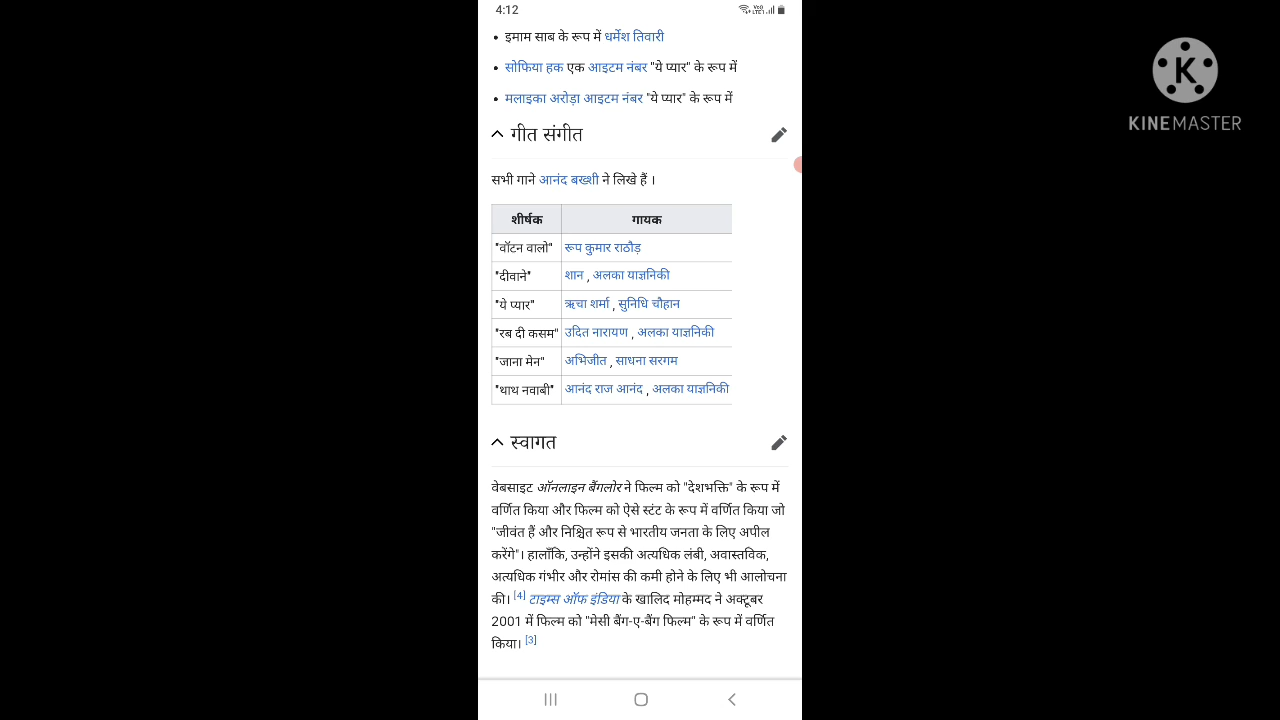 4:12
• इमाम साब के रूप में धर्मेश तिवारी
• सोफिया हक एक आइटम नंबर "ये प्यार" के रूप में
• मलाइका अरोड़ा आइटम नंबर "ये प्यार" के रूप में
गीत संगीत
सभी गाने आनंद बख्शी ने लिखे हैं ।
शीर्षक गायक
"वॉटन वालो" रूप कुमार राठौड़
"दीवाने" शान , अलका याज्ञनिकी
"ये प्यार" ऋचा शर्मा , सुनिधि चौहान
"रब दी कसम" उदित नारायण , अलका याज्ञनिकी
"जाना मेन" अभिजीत , साधना सरगम
"थाथ नवाबी" आनंद राज आनंद , अलका याज्ञनिकी
स्वागत
वेबसाइट ऑनलाइन बैंगलोर ने फिल्म को "देशभक्ति" के रूप में
वर्णित किया और फिल्म को ऐसे स्टंट के रूप में वर्णित किया जो
"जीवंत हैं और निश्चित रूप से भारतीय जनता के लिए अपील
करेंगे"। हालाँकि, उन्होंने इसकी अत्यधिक लंबी, अवास्तविक,
अत्यधिक गंभीर और रोमांस की कमी होने के लिए भी आलोचना
की। [4] टाइम्स ऑफ इंडिया के खालिद मोहम्मद ने अक्टूबर
2001 में फिल्म को "मेसी बैंग-ए-बैंग फिल्म" के रूप में वर्णित
किया। [3]
K
KINEMASTER